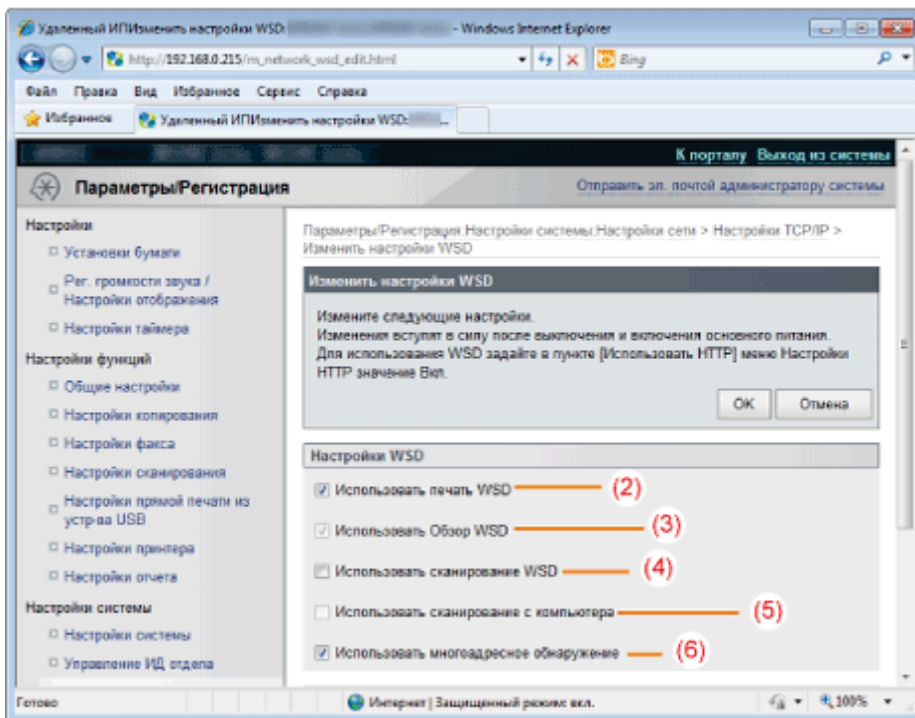 Удаленный ИПИзменить настройки WSD: - Windows Internet Explorer
http://192.168.0.215/m_network_wsd_edit.html
Bing
Файл Правка Вид Избранное Сервис Справка
Избранное
Удаленный ИПИзменить настройки WSD: ...
К порталу Выход из системы
Параметры/Регистрация
Отправить эл. почтой администратору системы
Настройки
Установки бумаги
Рег. громкости звука /
Настройки отображения
Настройки таймера
Настройки функций
Общие настройки
Настройки копирования
Настройки факса
Настройки сканирования
Настройки прямой печати из
устр-ва USB
Настройки принтера
Настройки отчета
Настройки системы
Настройки системы
Управление ИД отдела
Параметры/Регистрация:Настройки системы:Настройки сети > Настройки TCP/IP >
Изменить настройки WSD
Изменить настройки WSD
Измените следующие настройки.
Изменения вступят в силу после выключения и включения основного питания.
Для использования WSD задайте в пункте [Использовать HTTP] меню Настройки
HTTP значение Вкл.
OK Отмена
Настройки WSD
Использовать печать WSD (2)
Использовать Обзор WSD (3)
Использовать сканирование WSD (4)
Использовать сканирование с компьютера (5)
Использовать многоадресное обнаружение (6)
Готово
Интернет | Защищенный режим: вкл.
100%